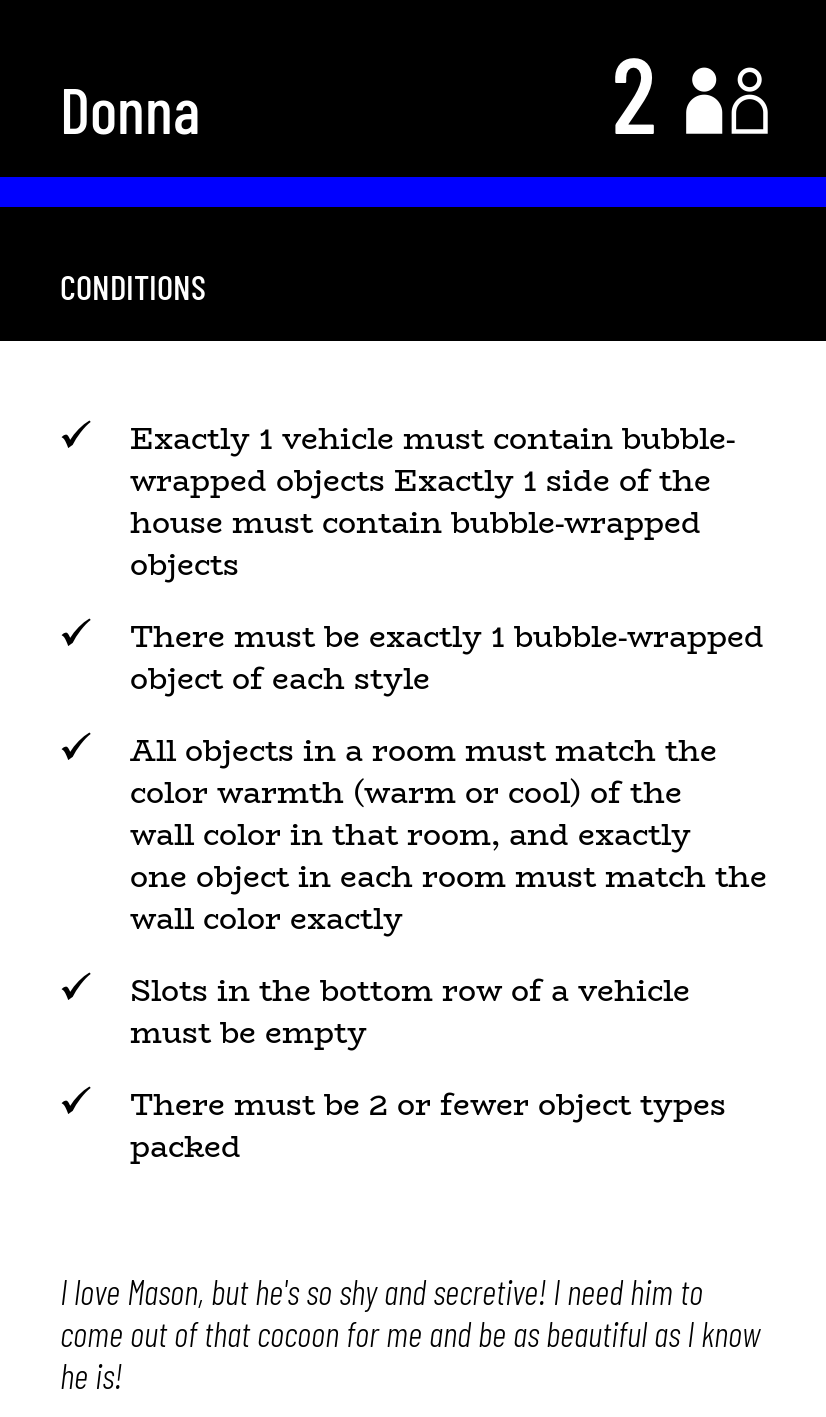 Donna
2
CONDITIONS
✓ Exactly 1 vehicle must contain bubble-
wrapped objects Exactly 1 side of the
house must contain bubble-wrapped
objects
✓ There must be exactly 1 bubble-wrapped
object of each style
✓ All objects in a room must match the
color warmth (warm or cool) of the
wall color in that room, and exactly
one object in each room must match the
wall color exactly
✓ Slots in the bottom row of a vehicle
must be empty
✓ There must be 2 or fewer object types
packed
I love Mason, but he's so shy and secretive! I need him to
come out of that cocoon for me and be as beautiful as I know
he is!